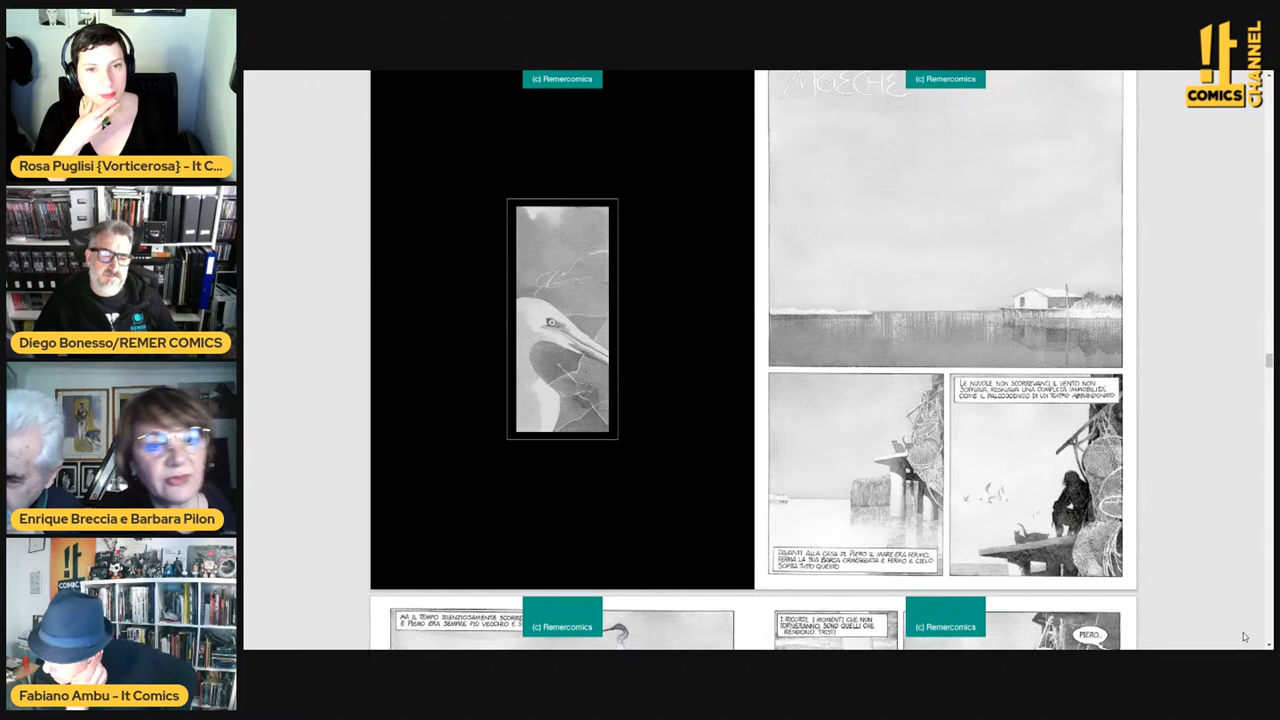 !t
COMICS
CHANNEL
Rosa Puglisi {Vorticerosa} - It C...
Diego Bonesso/REMER COMICS
Enrique Breccia e Barbara Pilon
COMICS
Fabiano Ambu - It Comics
(c) Remercomics
(c) Remercomics
MOECHE
LE NUVOLE NON SCORREVANO, IL VENTO NON
SOFFIAVA, REGNAVA UNA COMPLETA IMMOBILITÀ,
COME IL PALCOSCENICO DI UN TEATRO ABBANDONATO
DAVANTI ALLA CASA DI PIERO IL MARE ERA FERMO,
FERMA LA SUA BARCA ORMEGGIATA E FERMO IL CIELO
SOPRA TUTTO QUESTO
MA IL TEMPO SILENZIOSAMENTE SCORRE
E PIERO ERA SEMPRE PIÙ VECCHIO E S
(c) Remercomics
I RICORDI, I MOMENTI CHE NON
TORNERANNO, SONO QUELLI CHE
RENDONO TRISTI
(c) Remercomics
PIERO..